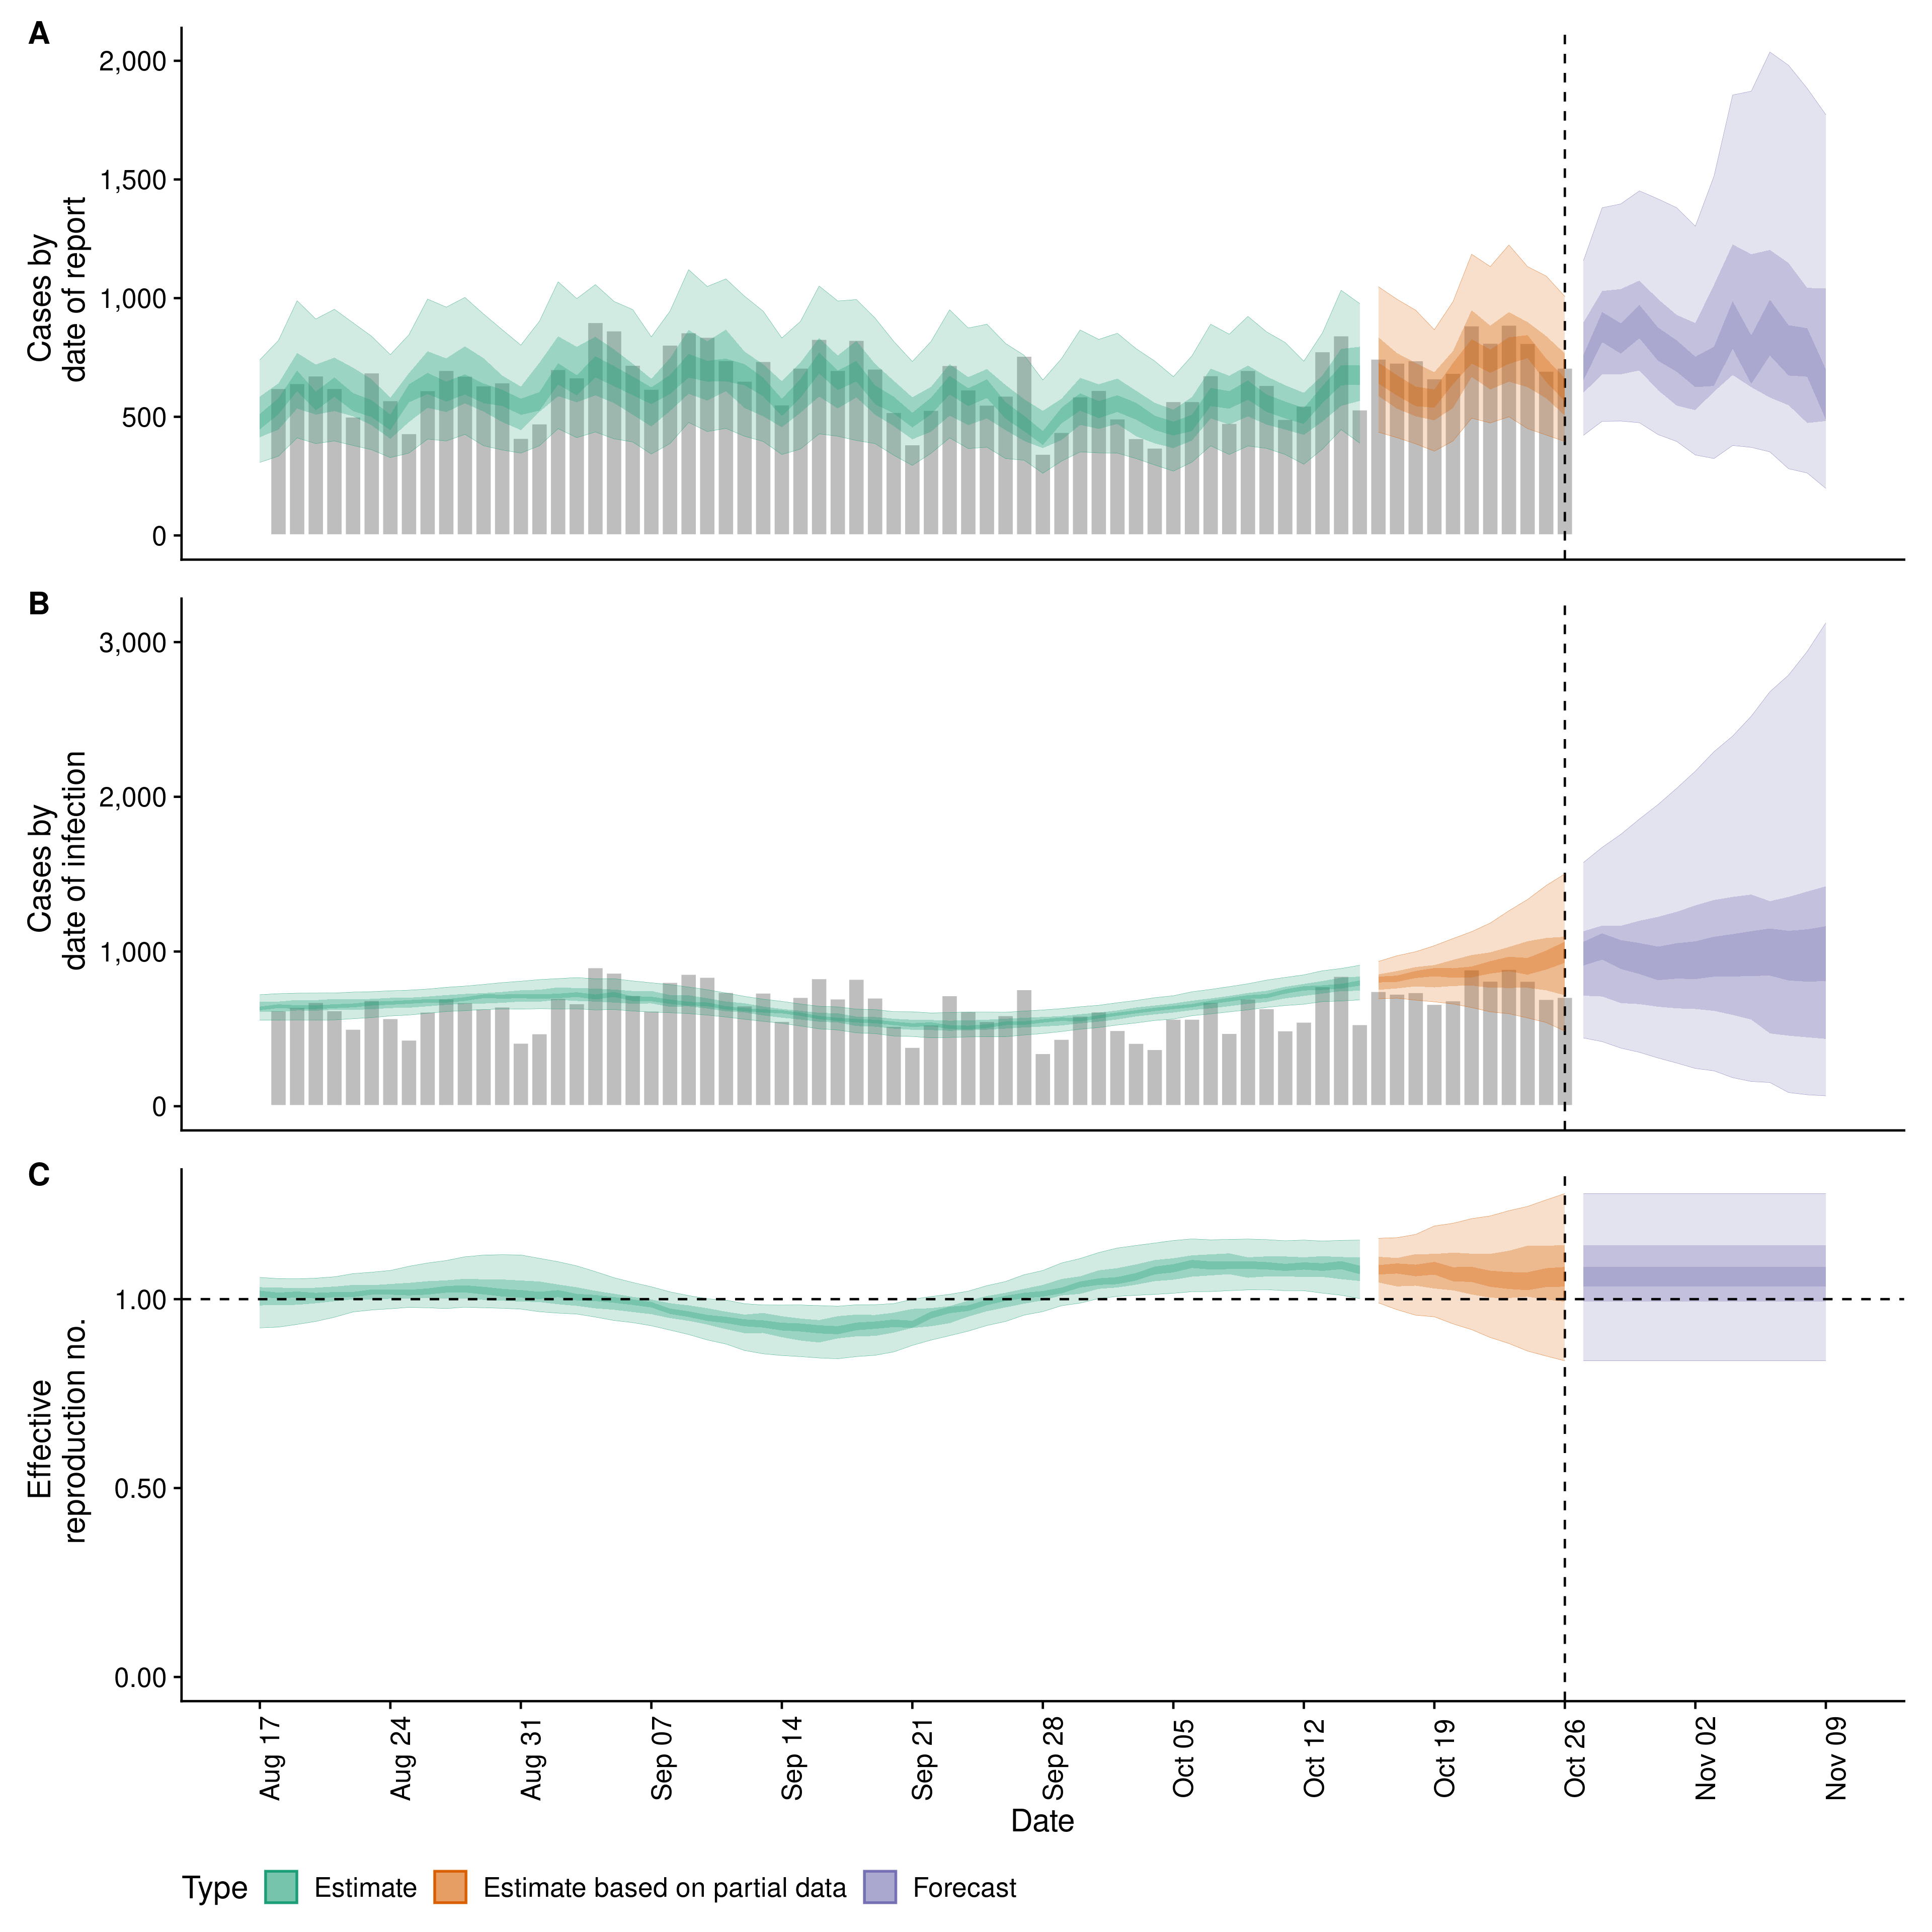 A
2,000
1,500
1,000
500
0
Cases by
date of report
B
3,000
2,000
1,000
0
Cases by
date of infection
C
1.00
0.50
0.00
Effective
reproduction no.
Aug 17
Aug 24
Aug 31
Sep 07
Sep 14
Sep 21
Sep 28
Oct 05
Oct 12
Oct 19
Oct 26
Nov 02
Nov 09
Date
Type Estimate Estimate based on partial data Forecast